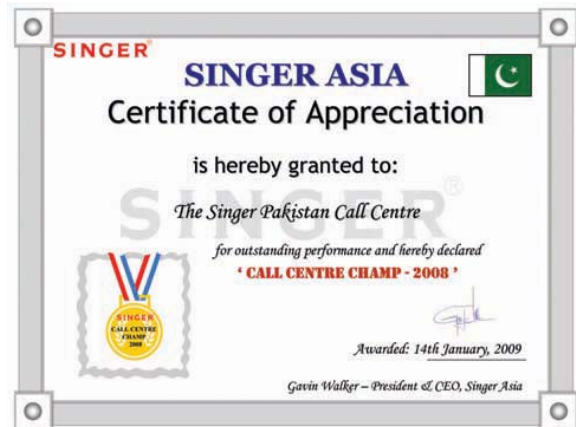 SINGER®
SINGER ASIA
Certificate of Appreciation
is hereby granted to:
SINGER®
The Singer Pakistan Call Centre
for outstanding performance and hereby declared
‘ CALL CENTRE CHAMP - 2008 ’
SINGER
CALL CENTRE
CHAMP
2008
Awarded: 14th January, 2009
Gavin Walker – President & CEO, Singer Asia